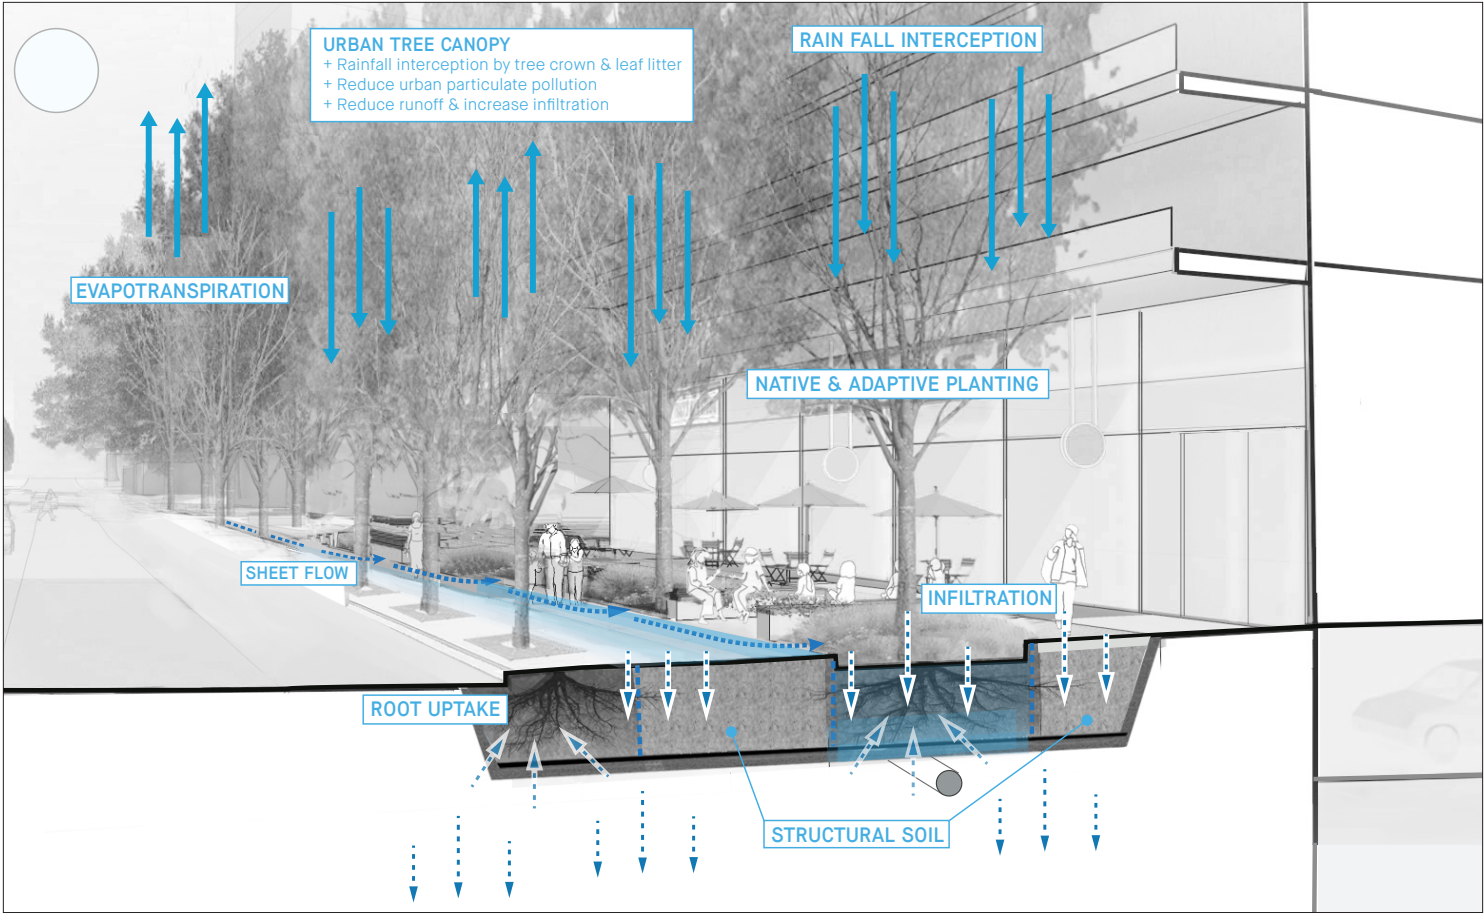 URBAN TREE CANOPY
+ Rainfall interception by tree crown & leaf litter
+ Reduce urban particulate pollution
+ Reduce runoff & increase infiltration
RAIN FALL INTERCEPTION
EVAPOTRANSPIRATION
NATIVE & ADAPTIVE PLANTING
SHEET FLOW
INFILTRATION
ROOT UPTAKE
STRUCTURAL SOIL